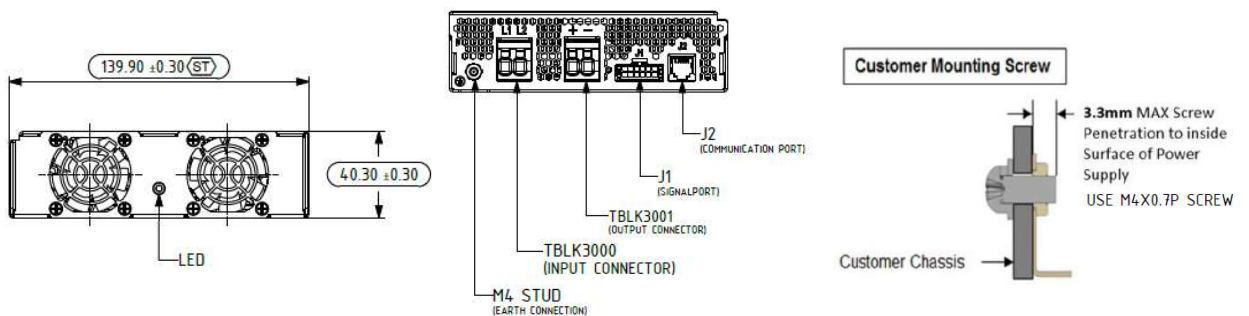 139.90 ±0.30 ST
40.30 ±0.30
LED
L1 L2
+ −
J1
J2
J2
(COMMUNICATION PORT)
J1
(SIGNALPORT)
TBLK3001
(OUTPUT CONNECTOR)
TBLK3000
(INPUT CONNECTOR)
M4 STUD
(EARTH CONNECTION)
Customer Mounting Screw
3.3mm MAX Screw
Penetration to inside
Surface of Power
Supply
USE M4X0.7P SCREW
Customer Chassis